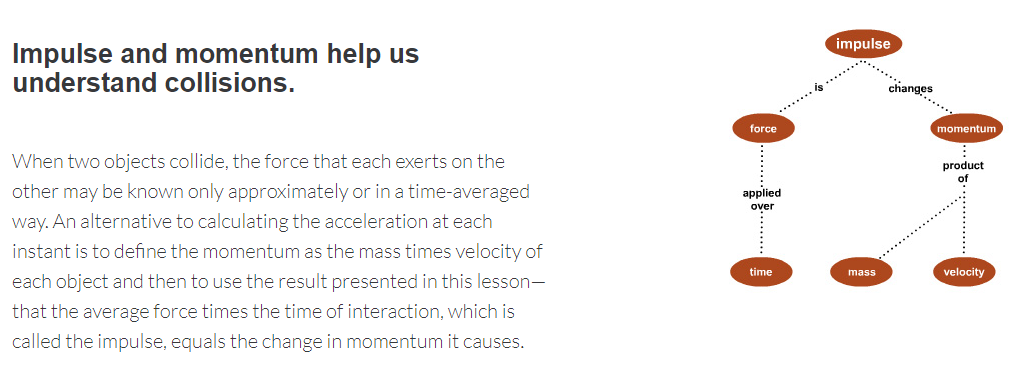 Impulse and momentum help us
understand collisions.
When two objects collide, the force that each exerts on the
other may be known only approximately or in a time-averaged
way. An alternative to calculating the acceleration at each
instant is to define the momentum as the mass times velocity of
each object and then to use the result presented in this lesson—
that the average force times the time of interaction, which is
called the impulse, equals the change in momentum it causes.
impulse
is
changes
force
momentum
applied
over
product
of
time
mass
velocity